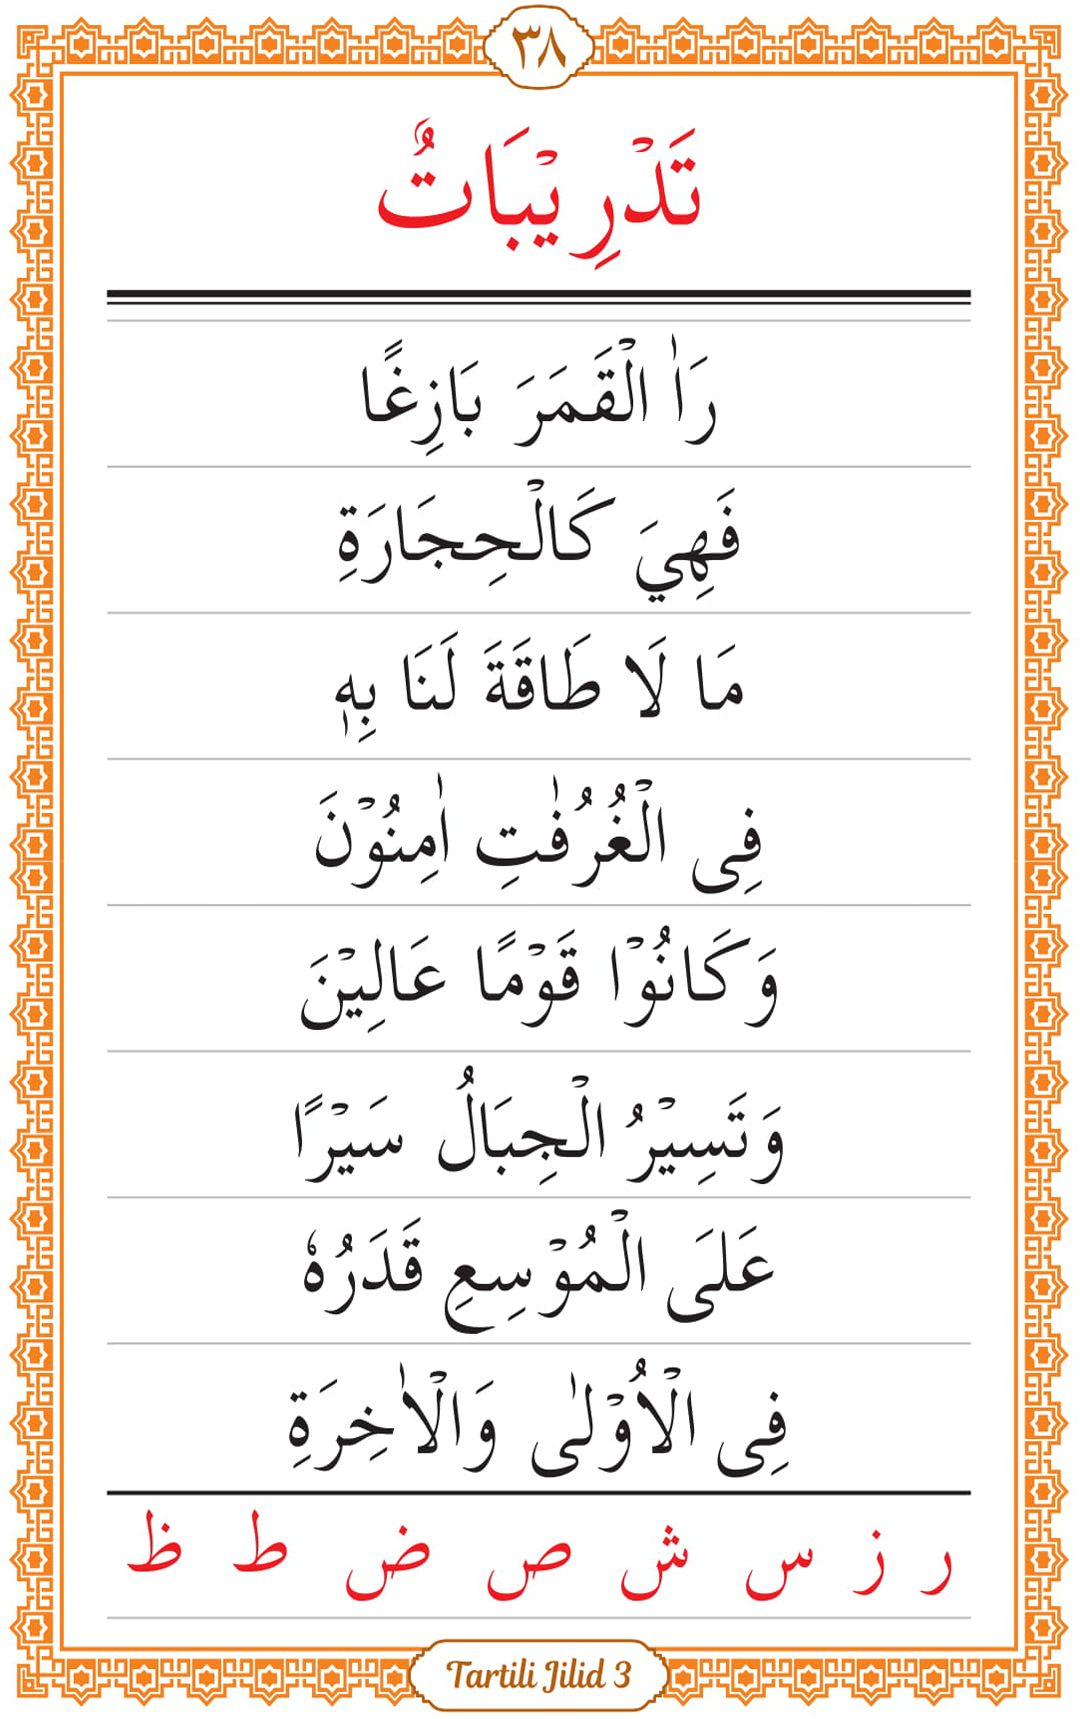 ٣٨
تَدْرِيْبَاتٌ
رَاٰ الْقَمَرَ بَازِغًا
فَهِيَ كَالْحِجَارَةِ
مَا لَا طَاقَةَ لَنَا بِهٖ
فِى الْغُرُفٰتِ اٰمِنُوْنَ
وَكَانُوْا قَوْمًا عَالِيْنَ
وَتَسِيْرُ الْجِبَالُ سَيْرًا
عَلَى الْمُوْسِعِ قَدَرُهٗ
فِى الْاُوْلٰى وَالْاٰخِرَةِ
ر ز س ش ص ض ط ظ
Tartili Jilid 3